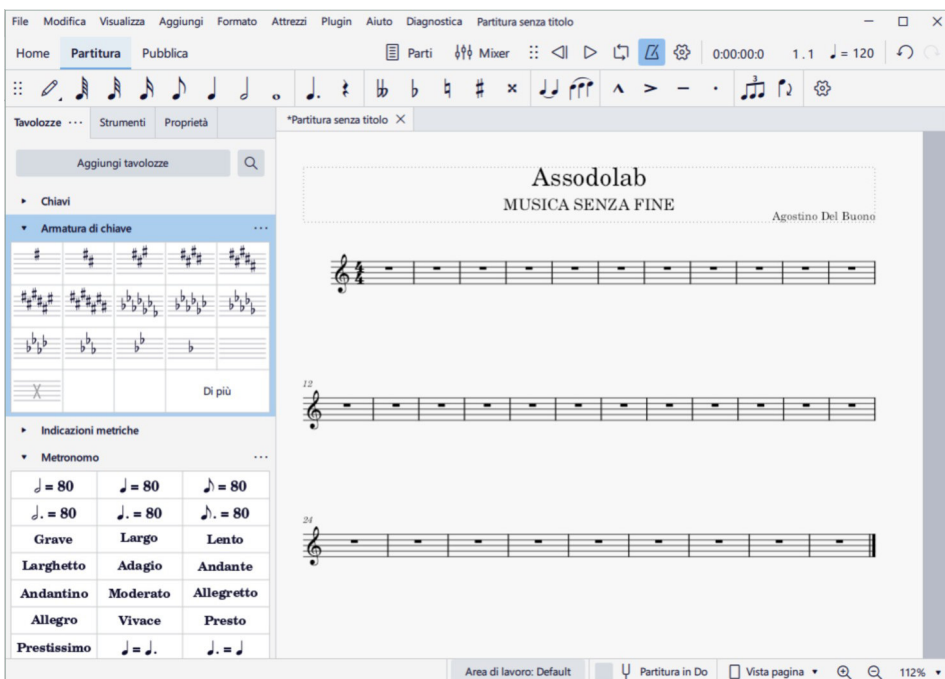 File Modifica Visualizza Aggiungi Formato Attrezzi Plugin Aiuto Diagnostica Partitura senza titolo
Home Partitura Pubblica Parti Mixer 0:00:00:0 1 . 1 = 120
3
Tavolozze ··· Strumenti Proprietà *Partitura senza titolo
Aggiungi tavolozze
Chiavi
Armatura di chiave ···
Di più
Indicazioni metriche
Metronomo ···
= 80 = 80 = 80
. = 80 . = 80 . = 80
Grave Largo Lento
Larghetto Adagio Andante
Andantino Moderato Allegretto
Allegro Vivace Presto
Prestissimo = . . =
Assodolab
MUSICA SENZA FINE
Agostino Del Buono
4
4
12
24
Area di lavoro: Default Partitura in Do Vista pagina 112%